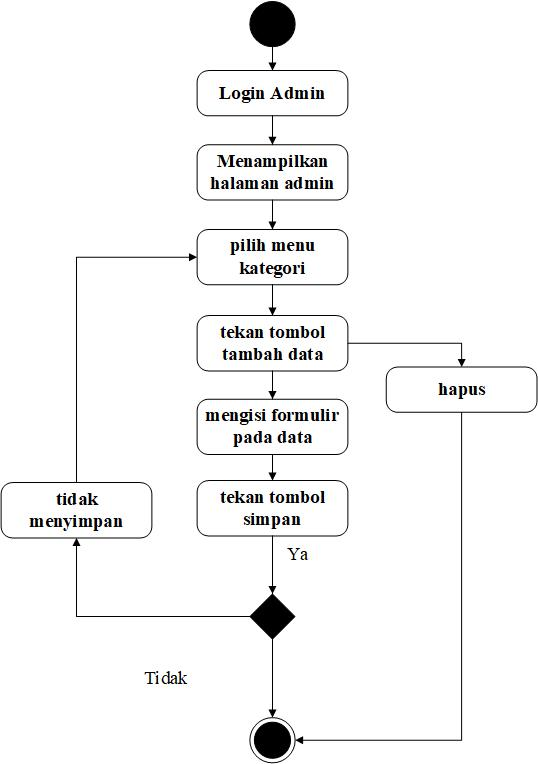 Login Admin
Menampilkan
halaman admin
pilih menu
kategori
tekan tombol
tambah data
hapus
mengisi formulir
pada data
tekan tombol
simpan
tidak
menyimpan
Ya
Tidak